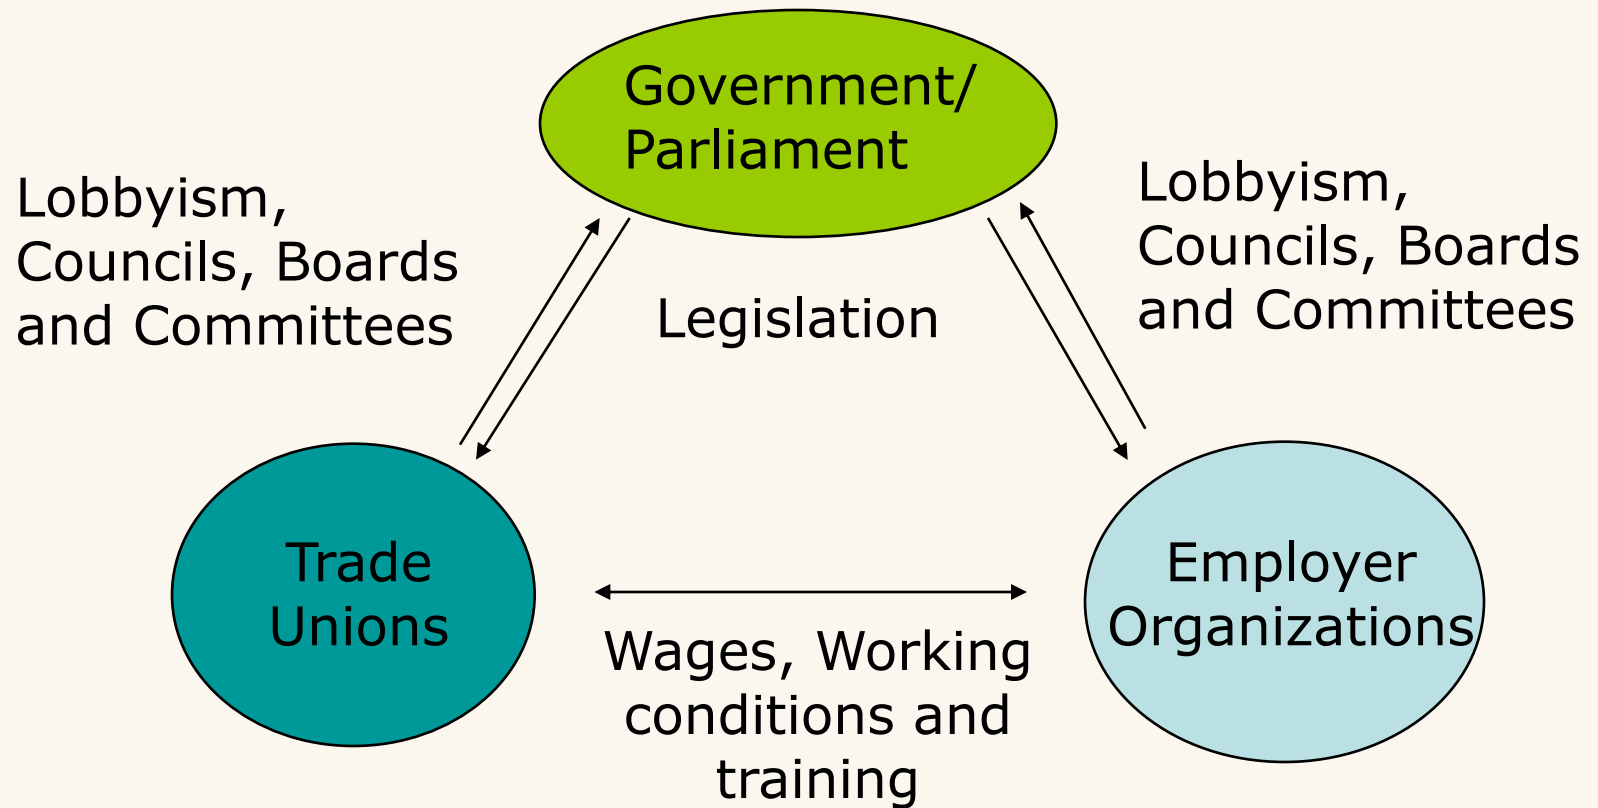 Government/
Parliament
Lobbyism,
Councils, Boards
and Committees
Lobbyism,
Councils, Boards
and Committees
Legislation
Trade
Unions
Employer
Organizations
Wages, Working
conditions and
training